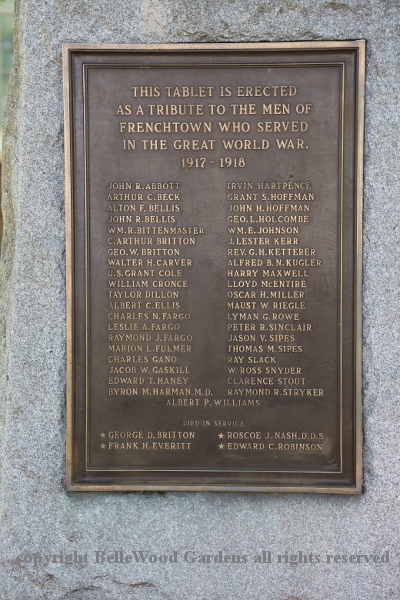 THIS TABLET IS ERECTED
AS A TRIBUTE TO THE MEN OF
FRENCHTOWN WHO SERVED
IN THE GREAT WORLD WAR.
1917 - 1918
JOHN R. ABBOTT
ARTHUR C. BECK
ALTON F. BELLIS
JOHN R. BELLIS
WM. R. BITTENMASIER
C. ARTHUR BRITTON
GEO. W. BRITTON
WALTER H. CARVER
U.S. GRANT COLE
WILLIAM CRONCE
TAYLOR DILLON
ALBERT C. ELLIS
CHARLES N. FARGO
LESLIE A. FARGO
RAYMOND J. FARGO
MARION L. FULMER
CHARLES GANO
JACOB W. GASKILL
EDWARD T. HANEY
BYRON M. HARMAN, M.D.
IRVIN HARTPENCE
GRANT S. HOFFMAN
JOHN H. HOFFMAN
GEO. L. HOLCOMBE
WM. E. JOHNSON
J. LESTER KERR
REV. G. H. KETTERER
ALFRED B. N. KUGLER
HARRY MAXWELL
LLOYD McENTIRE
OSCAR H. MILLER
MAUST W. RIEGLE
LYMAN G. ROWE
PETER R. SINCLAIR
JASON V. SIPES
THOMAS M. SIPES
RAY SLACK
W. ROSS SNYDER
CLARENCE STOUT
RAYMOND R. STRYKER
ALBERT P. WILLIAMS
DIED IN SERVICE
★ GEORGE D. BRITTON
★ FRANK H. EVERITT
★ ROSCOE J. NASH, D.D.S.
★ EDWARD C. ROBINSON
copyright BelleWood Gardens all rights reserved